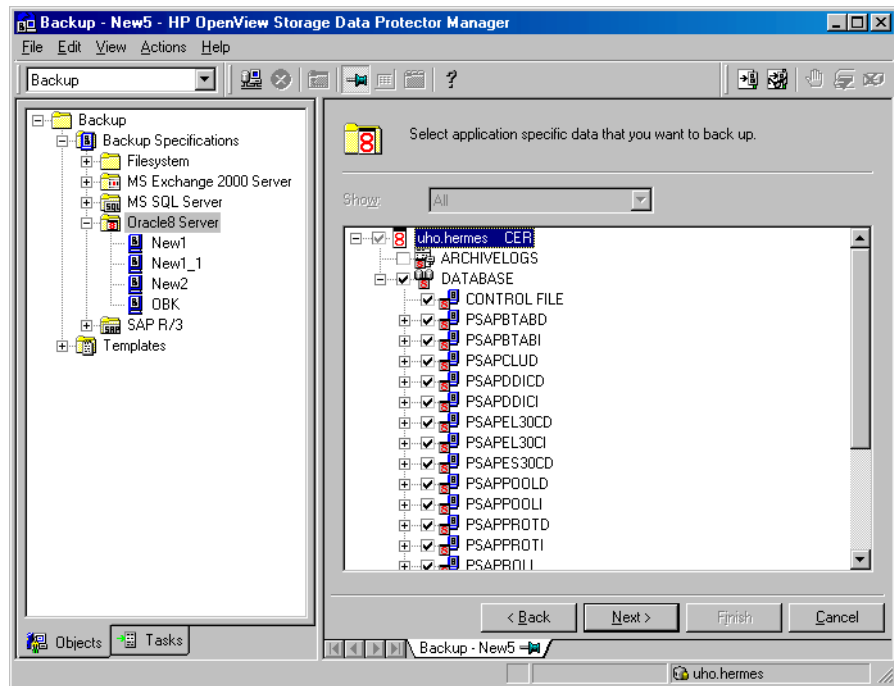 Backup - New5 - HP OpenView Storage Data Protector Manager
File Edit View Actions Help
Backup
Backup
Backup Specifications
Filesystem
MS Exchange 2000 Server
MS SQL Server
Oracle8 Server
New1
New1_1
New2
OBK
SAP R/3
Templates
Objects
Tasks
Select application specific data that you want to back up.
Show: All
uho.hermes CER
ARCHIVELOGS
DATABASE
CONTROL FILE
PSAPBTABD
PSAPBTABI
PSAPCLUD
PSAPDDICD
PSAPDDICI
PSAPEL30CD
PSAPEL30CI
PSAPES30CD
PSAPPOOLD
PSAPPOOLI
PSAPPROTD
PSAPPROTI
< Back Next > Finish Cancel
Backup - New5
uho.hermes